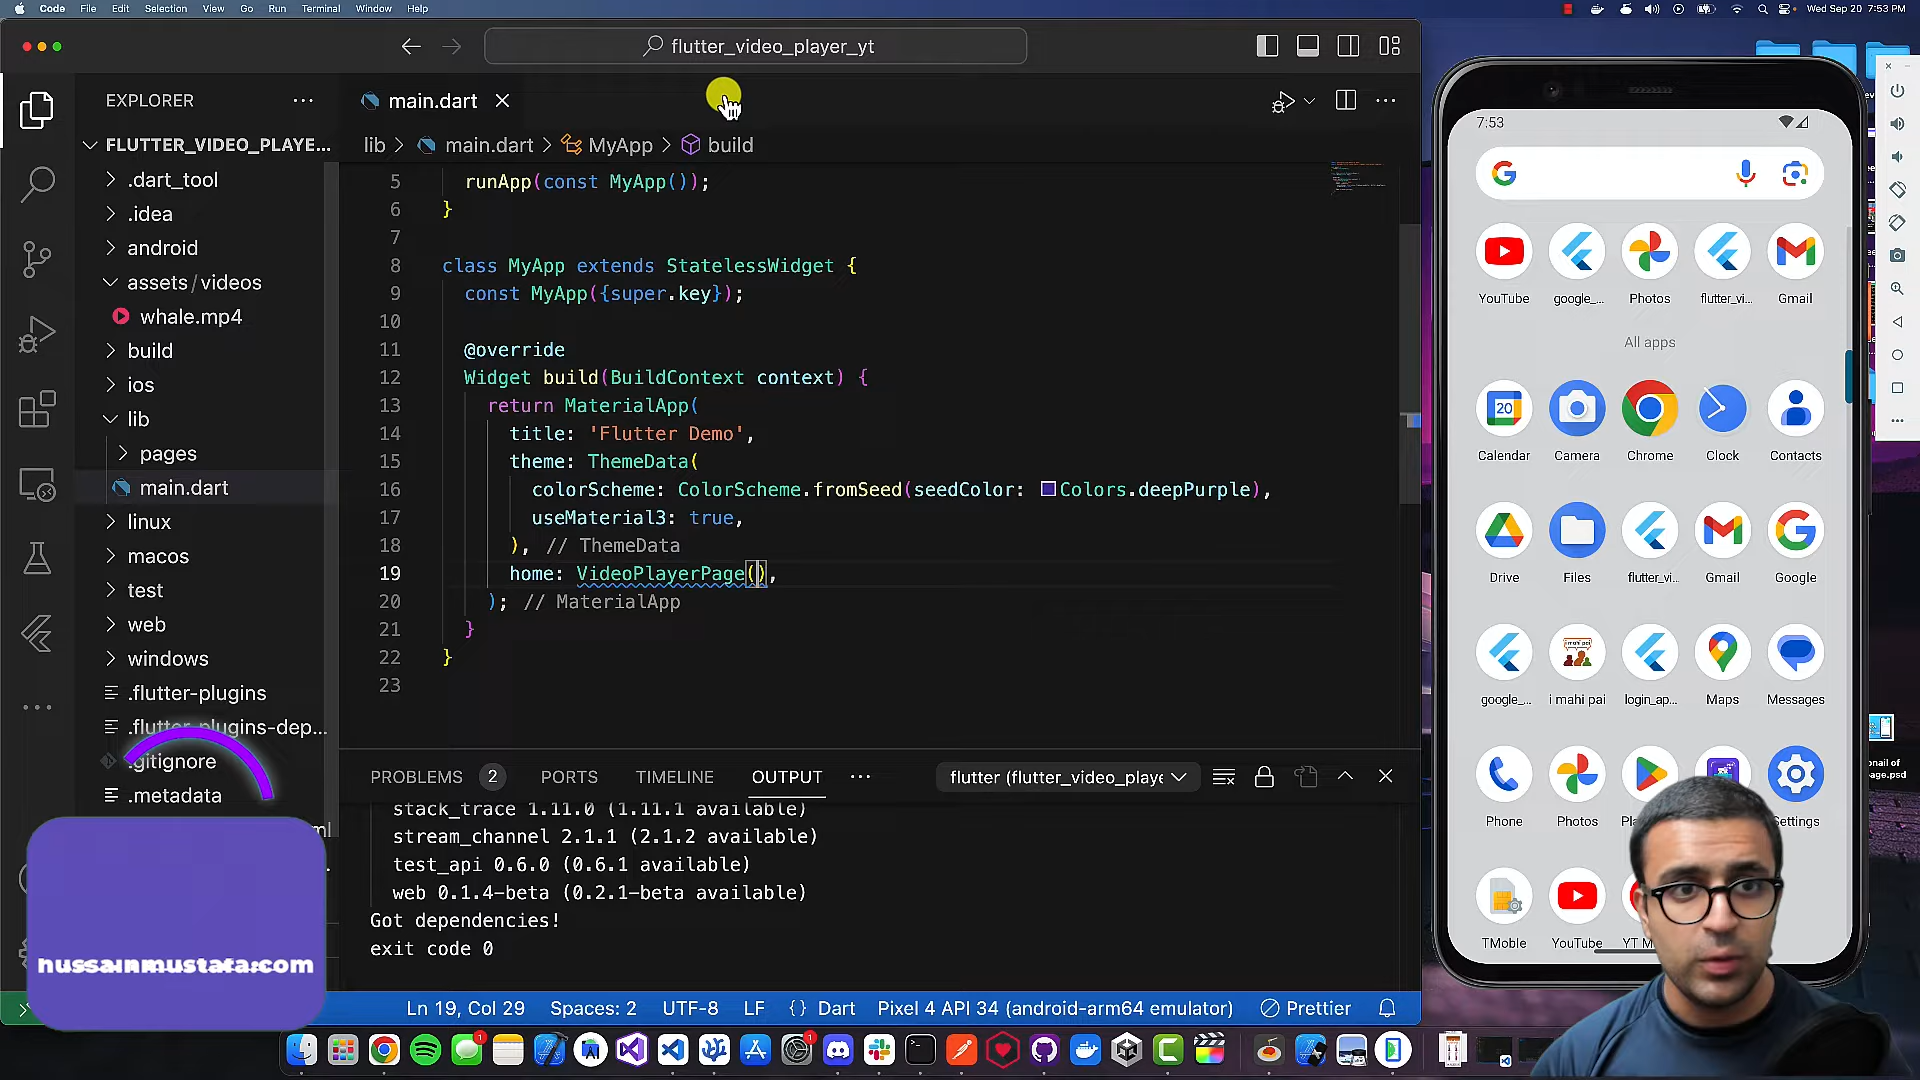 Code File Edit Selection View Go Run Terminal Window Help
Wed Sep 20 7:53 PM
flutter_video_player_yt
EXPLORER
FLUTTER_VIDEO_PLAYE...
.dart_tool
.idea
android
assets/videos
whale.mp4
build
ios
lib
pages
main.dart
linux
macos
test
web
windows
.flutter-plugins
.flutter-plugins-dep...
.gitignore
.metadata
hussainmustafa.com
main.dart
lib > main.dart > MyApp > build
5 runApp(const MyApp());
6 }
7
8 class MyApp extends StatelessWidget {
9 const MyApp({super.key});
10
11 @override
12 Widget build(BuildContext context) {
13 return MaterialApp(
14 title: 'Flutter Demo',
15 theme: ThemeData(
16 colorScheme: ColorScheme.fromSeed(seedColor: Colors.deepPurple),
17 useMaterial3: true,
18 ), // ThemeData
19 home: VideoPlayerPage(),
20 ); // MaterialApp
21 }
22 }
23
PROBLEMS 2 PORTS TIMELINE OUTPUT ... flutter (flutter_video_playe
stack_trace 1.11.0 (1.11.1 available)
stream_channel 2.1.1 (2.1.2 available)
test_api 0.6.0 (0.6.1 available)
web 0.1.4-beta (0.2.1-beta available)
Got dependencies!
exit code 0
Ln 19, Col 29 Spaces: 2 UTF-8 LF {} Dart Pixel 4 API 34 (android-arm64 emulator) Prettier
7:53
YouTube google_... Photos flutter_vi... Gmail
All apps
20
Calendar Camera Chrome Clock Contacts
Drive Files flutter_vi... Gmail Google
google_... i mahi pai login_ap... Maps Messages
Phone Photos Pla Settings
TMoble YouTube YT M
nail of
page.psd